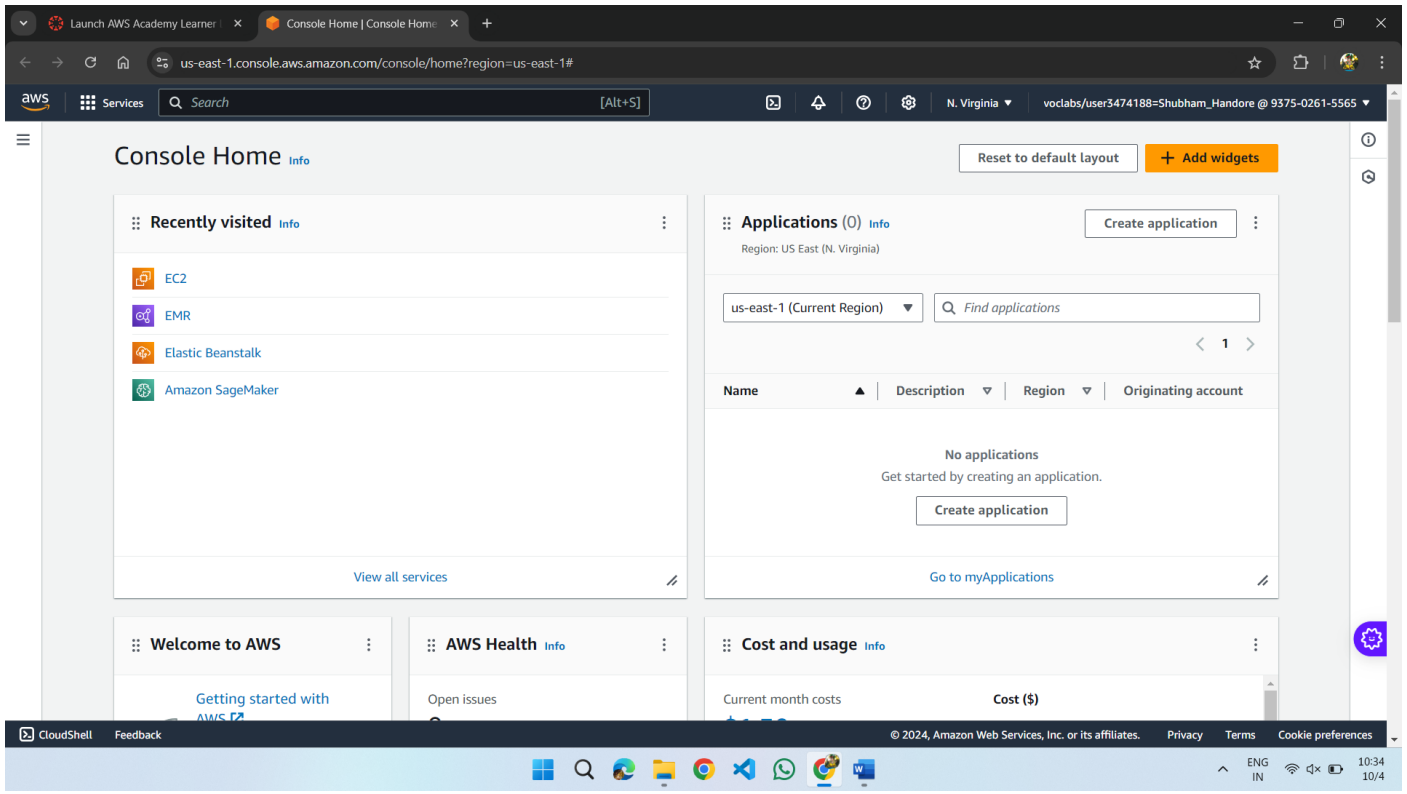 Launch AWS Academy Learner
Console Home | Console Home
us-east-1.console.aws.amazon.com/console/home?region=us-east-1#
aws
Services
Search
[Alt+S]
N. Virginia
voclabs/user3474188=Shubham_Handore @ 9375-0261-5565
Console Home Info
Reset to default layout
+ Add widgets
Recently visited Info
EC2
EMR
Elastic Beanstalk
Amazon SageMaker
View all services
Applications (0) Info
Region: US East (N. Virginia)
Create application
us-east-1 (Current Region)
Find applications
1
Name Description Region Originating account
No applications
Get started by creating an application.
Create application
Go to myApplications
Welcome to AWS
Getting started with
AWS
AWS Health Info
Open issues
Cost and usage Info
Current month costs
Cost ($)
CloudShell Feedback
© 2024, Amazon Web Services, Inc. or its affiliates. Privacy Terms Cookie preferences
ENG
IN
10:34
10/4